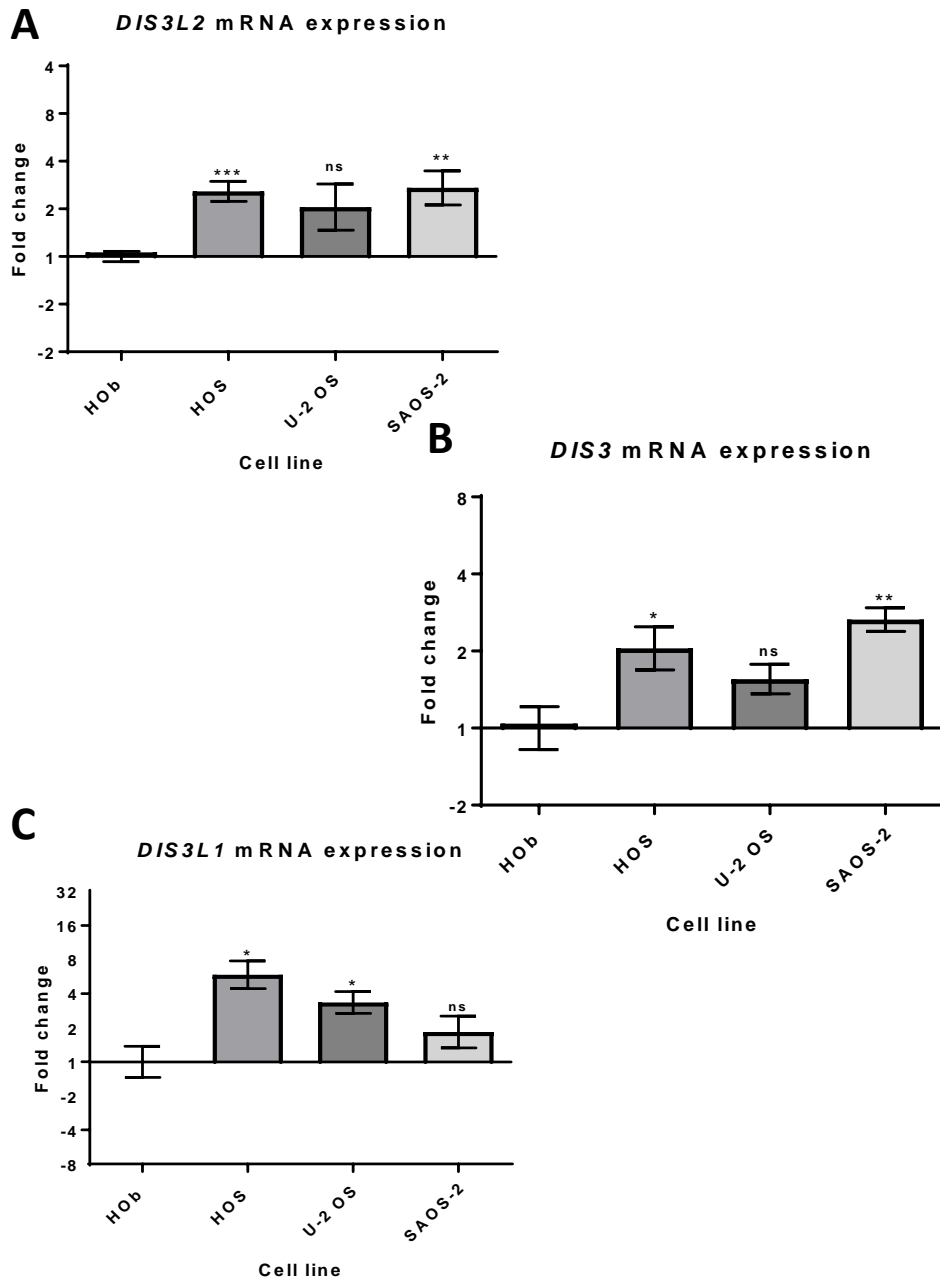 A
DIS3L2 mRNA expression
4
8
4
2
1
-2
-2
Fold change
***
ns
**
HOb
HOS
U-2 OS
SAOS-2
Cell line
B
DIS3 mRNA expression
8
4
2
1
-2
Fold change
*
ns
**
HOb
HOS
U-2 OS
SAOS-2
Cell line
C
DIS3L1 mRNA expression
32
16
8
4
2
1
-2
-4
-8
Fold change
*
*
ns
HOb
HOS
U-2 OS
SAOS-2
Cell line